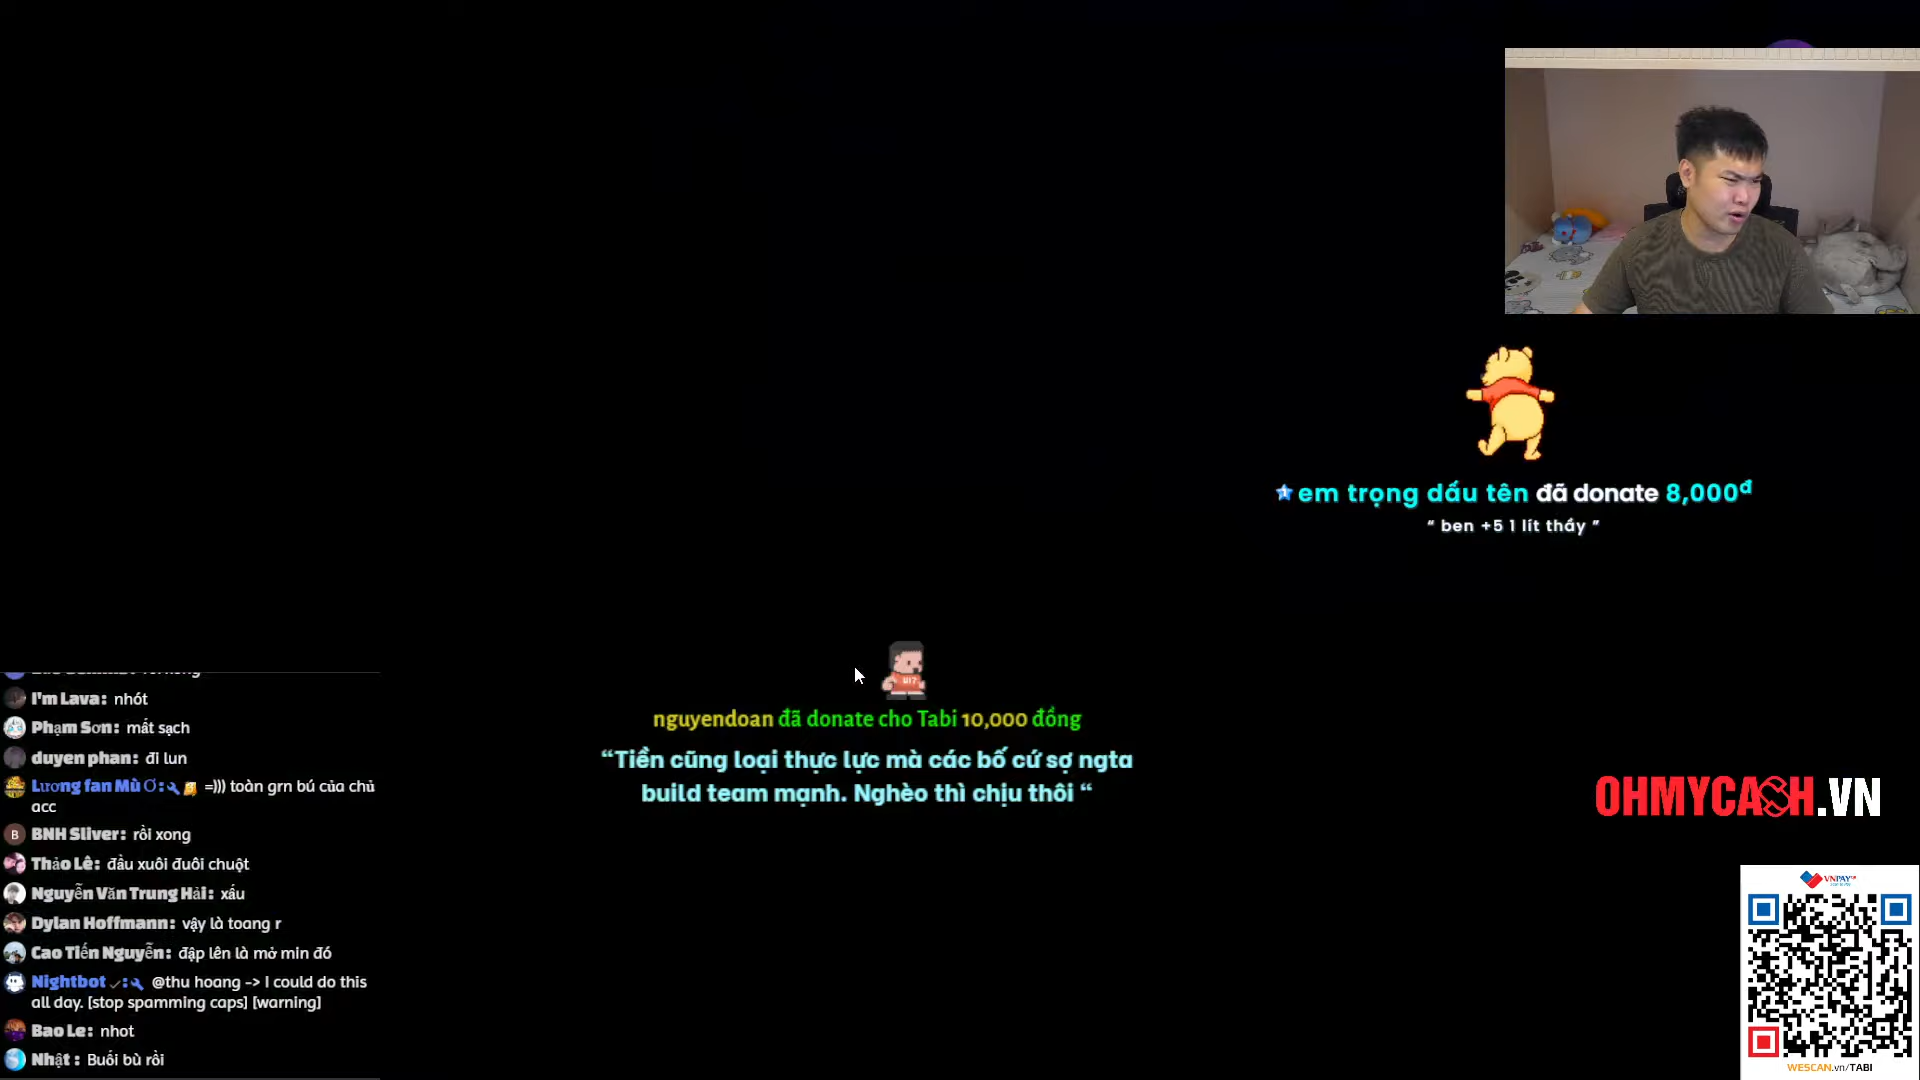 em trọng dấu tên đã donate 8,000đ
“ ben +5 1 lít thầy ”
UI?
nguyendoan đã donate cho Tabi 10,000 đồng
“Tiền cũng loại thực lực mà các bố cứ sợ ngta
build team mạnh. Nghèo thì chịu thôi “
I'm Lava: nhót
Phạm Sơn: mất sạch
duyen phan: đi lun
Lương fan Mù Ơ: =))) toàn grn bú của chủ
acc
B BNH Sliver: rồi xong
Thảo Lê: đầu xuôi đuôi chuột
Nguyễn Văn Trung Hải: xấu
Dylan Hoffmann: vậy là toang r
Cao Tiến Nguyễn: đập lên là mở min đó
Nightbot : @thu hoang -> I could do this
all day. [stop spamming caps] [warning]
Bao Le: nhot
Nhật : Buổi bù rồi
OHMYCASH.VN
VNPAY
WESCAN.vn/TABI